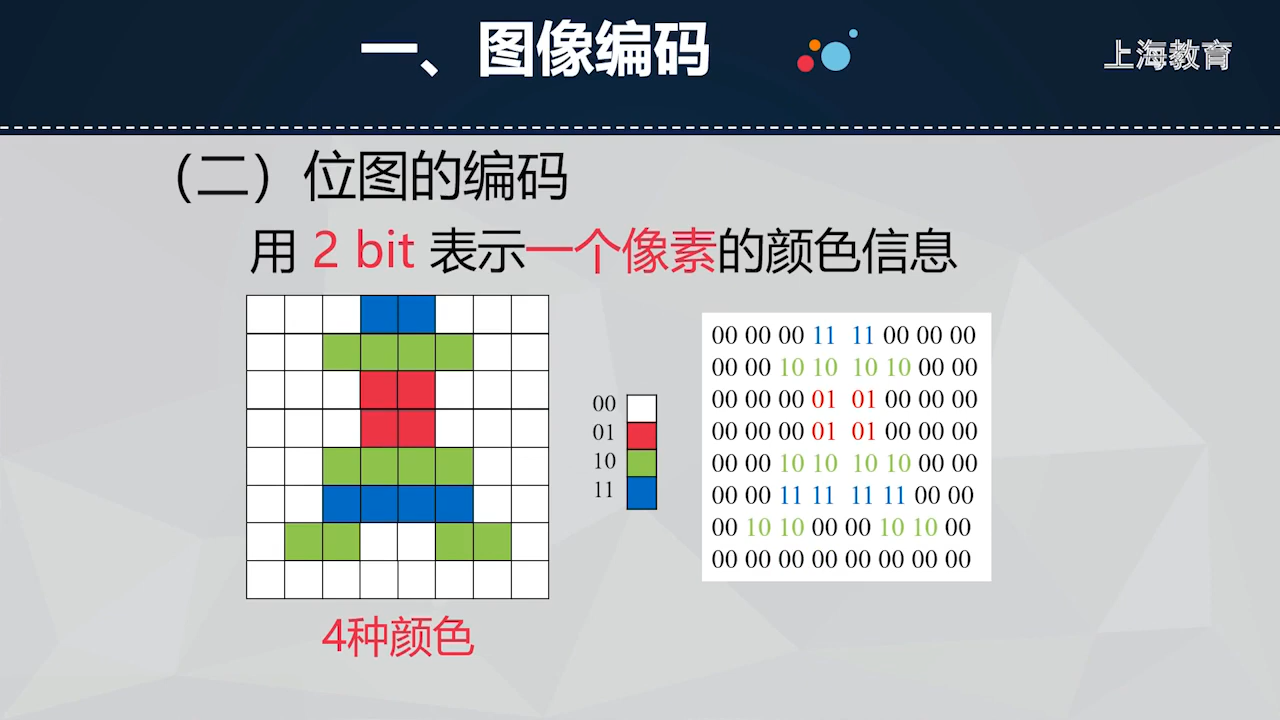 一、图像编码
上海教育
（二）位图的编码
用 2 bit 表示一个像素的颜色信息
00
01
10
11
00 00 00 11 11 00 00 00
00 00 10 10 10 10 00 00
00 00 00 01 01 00 00 00
00 00 00 01 01 00 00 00
00 00 10 10 10 10 00 00
00 00 11 11 11 11 00 00
00 10 10 00 00 10 10 00
00 00 00 00 00 00 00 00
4种颜色